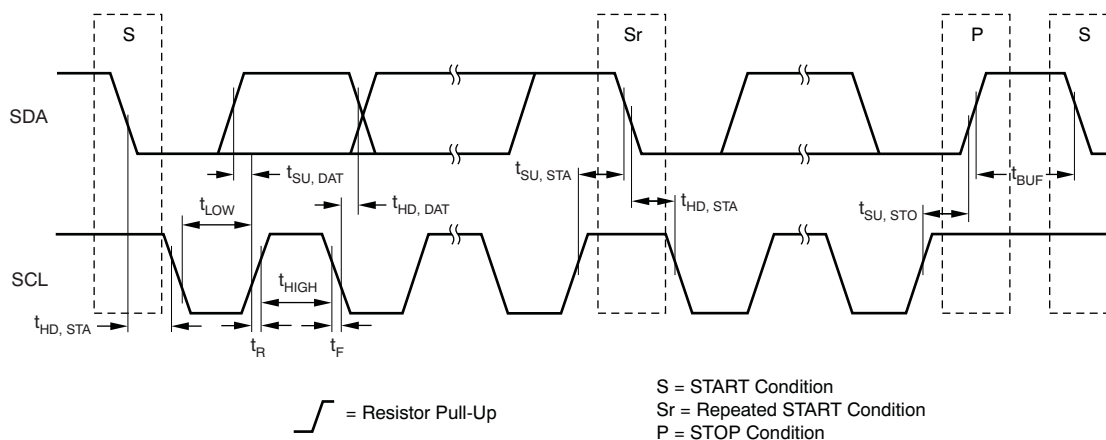 S
Sr
P
S
SDA
tSU, DAT
tSU, STA
tBUF
tLOW
tHD, DAT
tHD, STA
tSU, STO
SCL
tHIGH
tHD, STA
tR
tF
= Resistor Pull-Up
S = START Condition
Sr = Repeated START Condition
P = STOP Condition